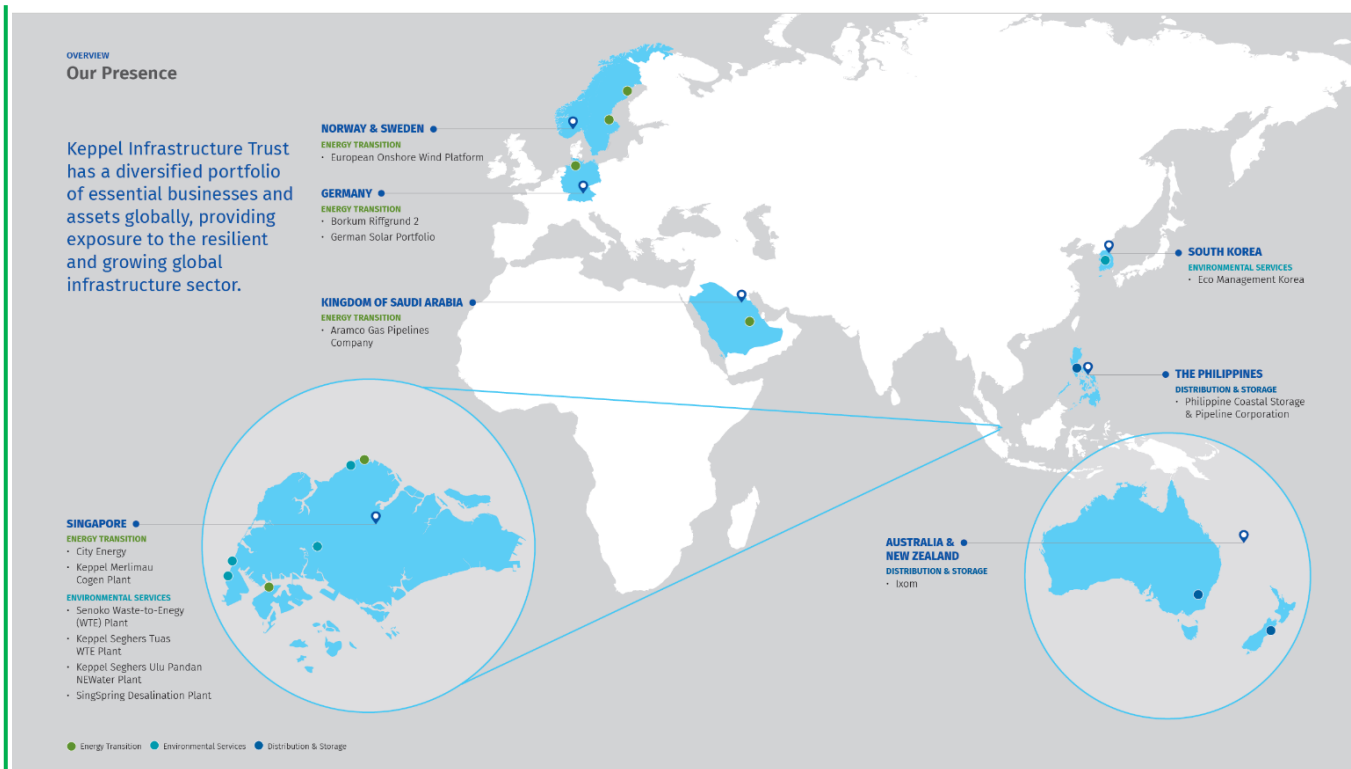 OVERVIEW
Our Presence
Keppel Infrastructure Trust
has a diversified portfolio
of essential businesses and
assets globally, providing
exposure to the resilient
and growing global
infrastructure sector.
NORWAY & SWEDEN
ENERGY TRANSITION
• European Onshore Wind Platform
GERMANY
ENERGY TRANSITION
• Borkum Riffgrund 2
• German Solar Portfolio
KINGDOM OF SAUDI ARABIA
ENERGY TRANSITION
• Aramco Gas Pipelines
Company
SOUTH KOREA
ENVIRONMENTAL SERVICES
• Eco Management Korea
THE PHILIPPINES
DISTRIBUTION & STORAGE
• Philippine Coastal Storage
& Pipeline Corporation
SINGAPORE
ENERGY TRANSITION
• City Energy
• Keppel Merlimau
Cogen Plant
ENVIRONMENTAL SERVICES
• Senoko Waste-to-Energy
(WTE) Plant
• Keppel Seghers Tuas
WTE Plant
• Keppel Seghers Ulu Pandan
NEWater Plant
• SingSpring Desalination Plant
AUSTRALIA &
NEW ZEALAND
DISTRIBUTION & STORAGE
• Ixom
Energy Transition
Environmental Services
Distribution & Storage